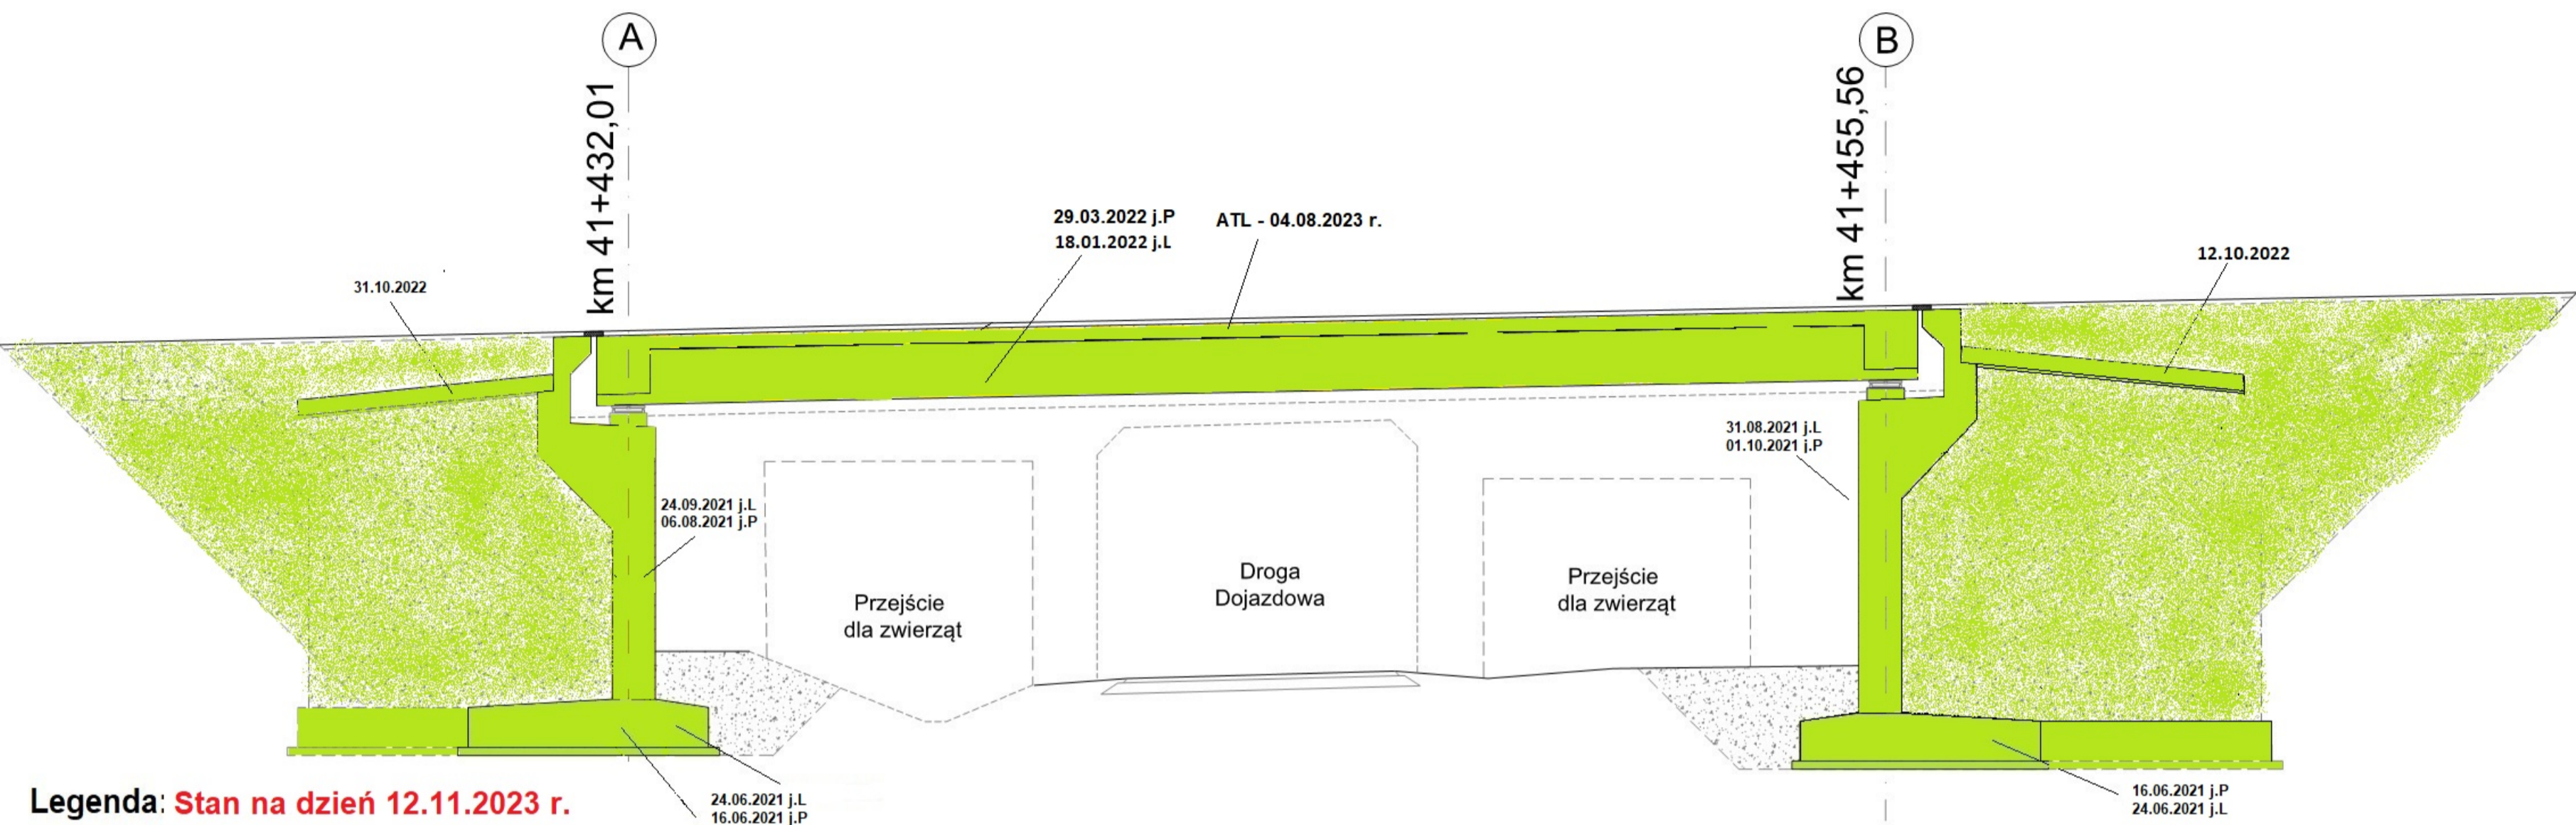 A
B
km 41+432,01
km 41+455,56
29.03.2022 j.P
18.01.2022 j.L
ATL - 04.08.2023 r.
12.10.2022
31.10.2022
31.08.2021 j.L
01.10.2021 j.P
24.09.2021 j.L
06.08.2021 j.P
Przejście
dla zwierząt
Droga
Dojazdowa
Przejście
dla zwierząt
24.06.2021 j.L
16.06.2021 j.P
16.06.2021 j.P
24.06.2021 j.L
Legenda: Stan na dzień 12.11.2023 r.